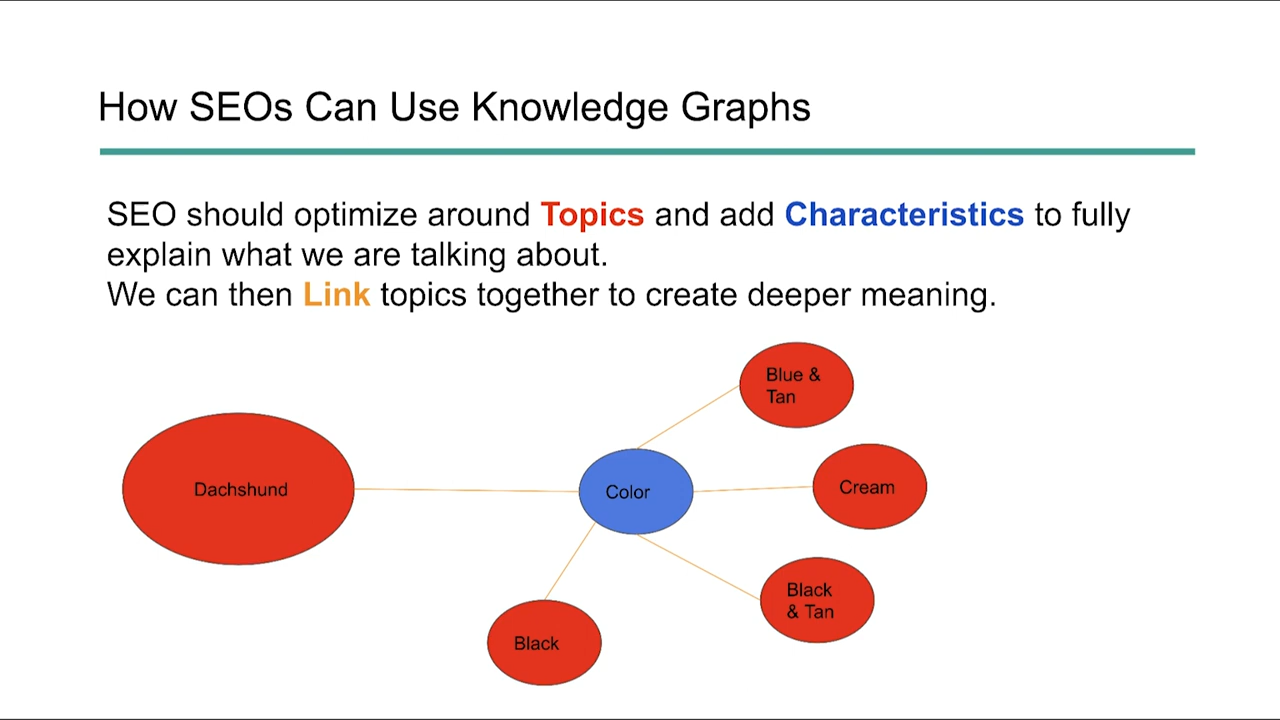 How SEOs Can Use Knowledge Graphs
SEO should optimize around Topics and add Characteristics to fully
explain what we are talking about.
We can then Link topics together to create deeper meaning.
Blue &
Tan
Dachshund
Color
Cream
Black
& Tan
Black